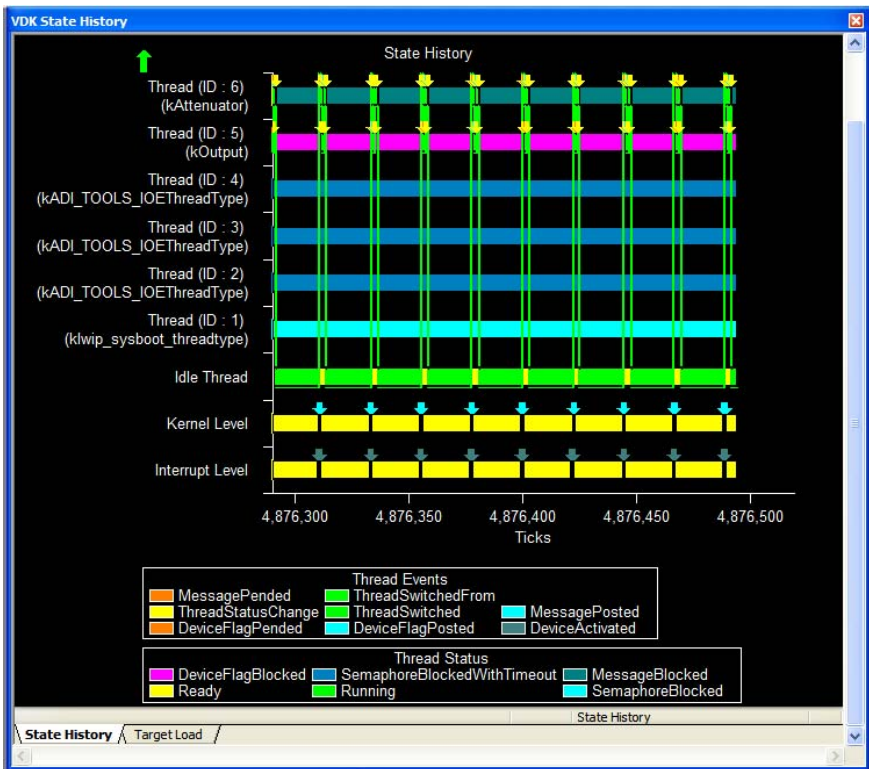 VDK State History
State History
Thread (ID : 6)
(kAttenuator)
Thread (ID : 5)
(kOutput)
Thread (ID : 4)
(kADI_TOOLS_IOEThreadType)
Thread (ID : 3)
(kADI_TOOLS_IOEThreadType)
Thread (ID : 2)
(kADI_TOOLS_IOEThreadType)
Thread (ID : 1)
(klwip_sysboot_threadtype)
Idle Thread
Kernel Level
Interrupt Level
4,876,300 4,876,350 4,876,400 4,876,450 4,876,500
Ticks
Thread Events
MessagePended ThreadSwitchedFrom
ThreadStatusChange ThreadSwitched MessagePosted
DeviceFlagPended DeviceFlagPosted DeviceActivated
Thread Status
DeviceFlagBlocked SemaphoreBlockedWithTimeout MessageBlocked
Ready Running SemaphoreBlocked
State History
State History Target Load